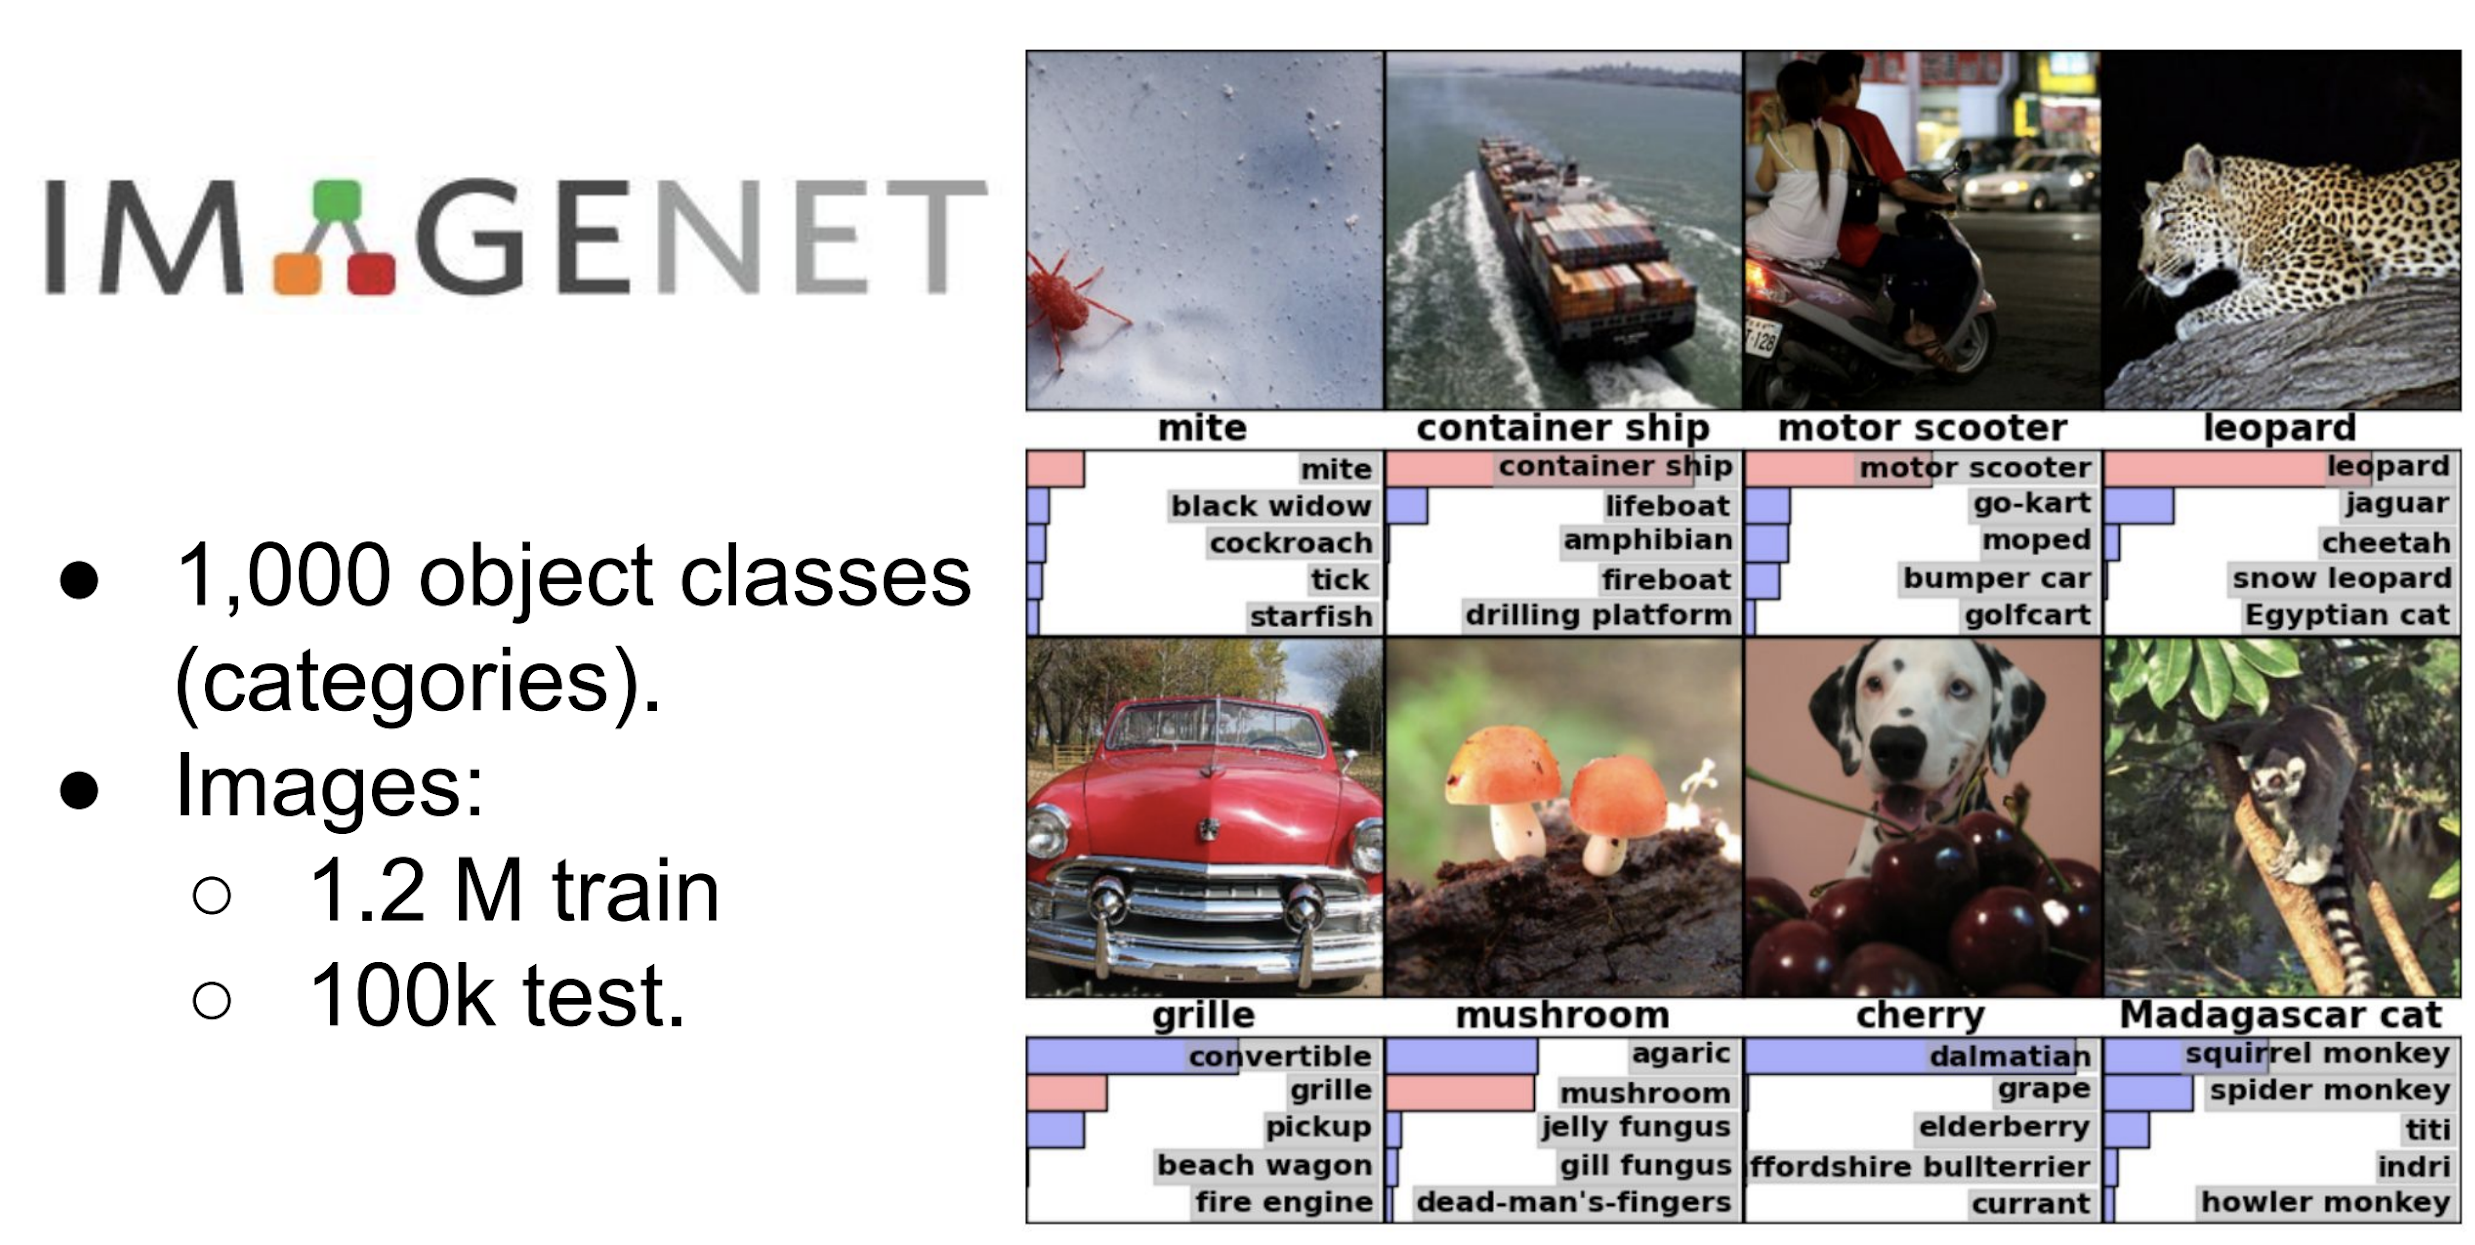 IMAGENET
1,000 object classes
(categories).
Images:
1.2 M train
100k test.
mite
mite
black widow
cockroach
tick
starfish
container ship
container ship
lifeboat
amphibian
fireboat
drilling platform
motor scooter
motor scooter
go-kart
moped
bumper car
golfcart
leopard
leopard
jaguar
cheetah
snow leopard
Egyptian cat
grille
convertible
grille
pickup
beach wagon
fire engine
mushroom
agaric
mushroom
jelly fungus
gill fungus
dead-man's-fingers
cherry
dalmatian
grape
elderberry
ffordshire bullterrier
currant
Madagascar cat
squirrel monkey
spider monkey
titi
indri
howler monkey